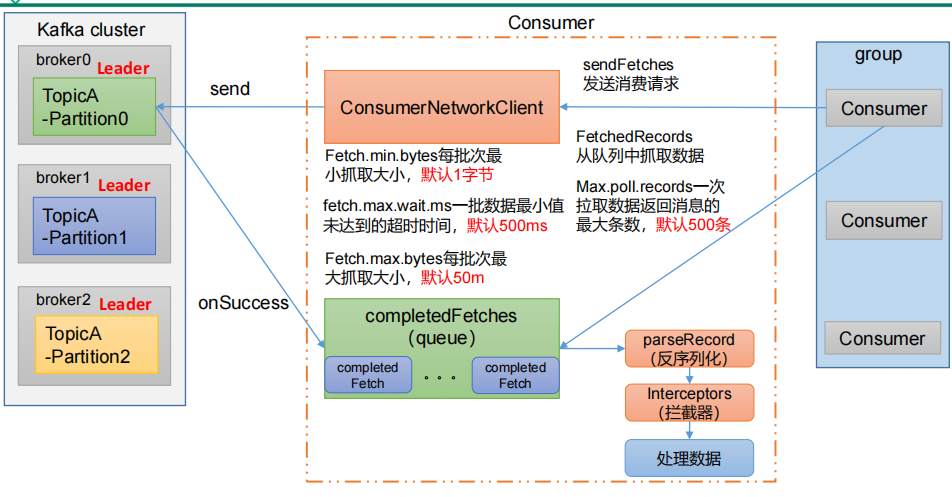 Consumer
Kafka cluster
broker0
Leader
TopicA
-Partition0
broker1
Leader
TopicA
-Partition1
broker2
Leader
TopicA
-Partition2
send
onSuccess
ConsumerNetworkClient
Fetch.min.bytes每批次最
小抓取大小，默认1字节
fetch.max.wait.ms一批数据最小值
未达到的超时时间，默认500ms
Fetch.max.bytes每批次最
大抓取大小，默认50m
sendFetches
发送消费请求
FetchedRecords
从队列中抓取数据
Max.poll.records一次
拉取数据返回消息的
最大条数，默认500条
completedFetches
（queue）
completed
Fetch
• • •
completed
Fetch
parseRecord
（反序列化）
Interceptors
（拦截器）
处理数据
group
Consumer
Consumer
Consumer